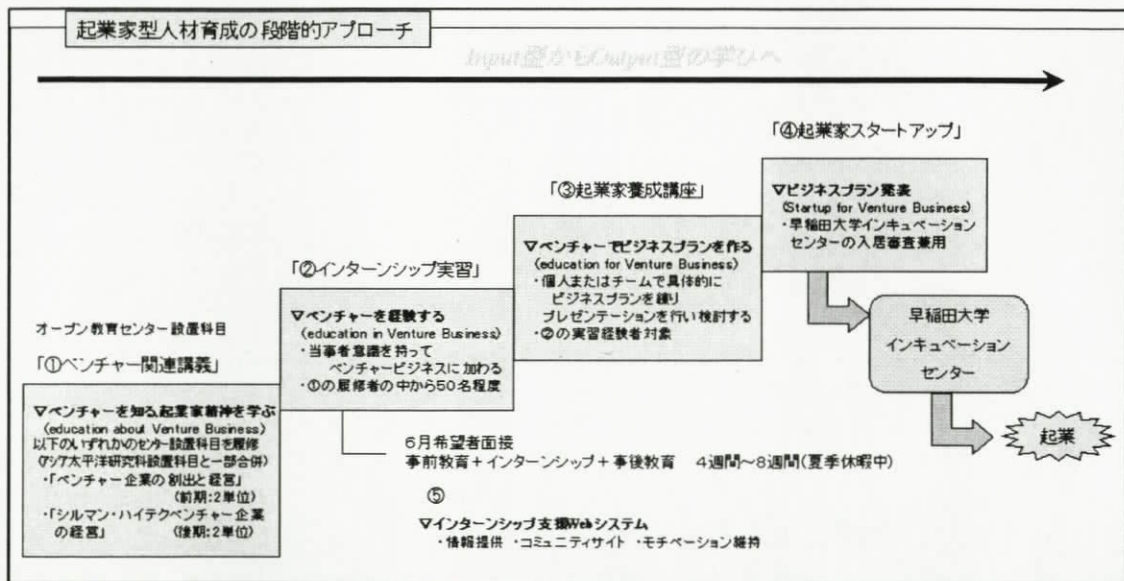 起業家型人材育成の段階的アプローチ
Input型からOutput型の学びへ
「④起業家スタートアップ」
▽ビジネスプラン発表
(Startup for Venture Business)
・早稲田大学インキュベーション
センターの入居審査兼用
「③起業家養成講座」
▽ベンチャーでビジネスプランを作る
(education for Venture Business)
・個人またはチームで具体的に
ビジネスプランを練り
プレゼンテーションを行い検討する
・②の実習経験者対象
「②インターンシップ実習」
▽ベンチャーを経験する
(education in Venture Business)
・当事者意識を持って
ベンチャービジネスに加わる
・①の履修者の中から50名程度
オープン教育センター設置科目
「①ベンチャー関連講義」
▽ベンチャーを知る,起業家精神を学ぶ
(education about Venture Business)
以下のいずれかのセンター設置科目を履修
(アジア太平洋研究科設置科目と一部合併)
・「ベンチャー企業の創出と経営」
(前期:2単位)
・「シルマン・ハイテクベンチャー企業
の経営」 (後期:2単位)
早稲田大学
インキュベーション
センター
起業
6月希望者面接
事前教育+インターンシップ+事後教育 4週間~8週間(夏季休暇中)
⑤
▽インターンシップ支援Webシステム
・情報提供 ・コミュニティサイト ・モチベーション維持